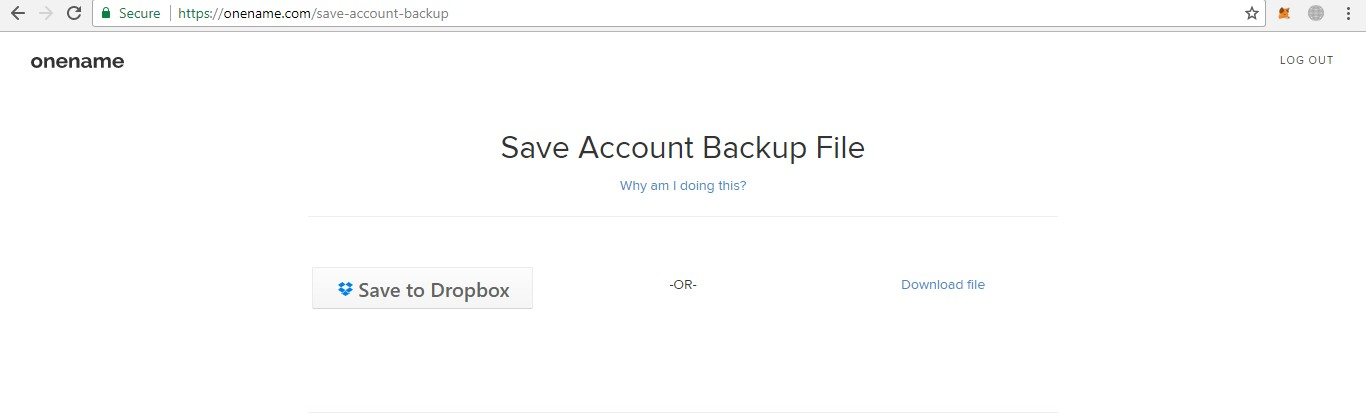 Secure https://onename.com/save-account-backup
onename
LOG OUT
Save Account Backup File
Why am I doing this?
Save to Dropbox -OR- Download file